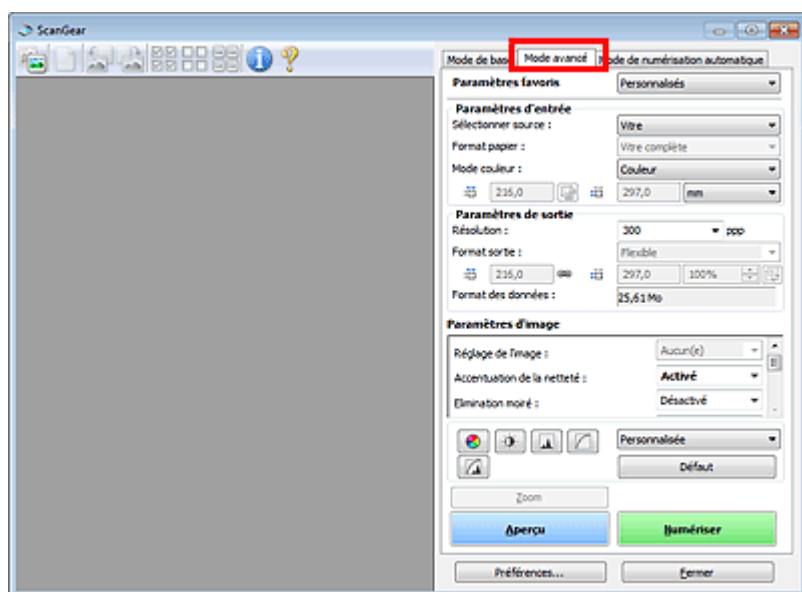 ScanGear
Mode de base Mode avancé Mode de numérisation automatique
Paramètres favoris Personnalisés
Paramètres d'entrée
Sélectionner source : Vitre
Format papier : Vitre complète
Mode couleur : Couleur
216,0 297,0 mm
Paramètres de sortie
Résolution : 300 ppp
Format sortie : Flexible
216,0 297,0 100%
Format des données : 25,61 Mo
Paramètres d'image
Réglage de l'image : Aucun(e)
Accentuation de la netteté : Activé
Elimination moiré : Désactivé
Personnalisée
Défaut
Zoom
Aperçu Numériser
Préférences... Fermer